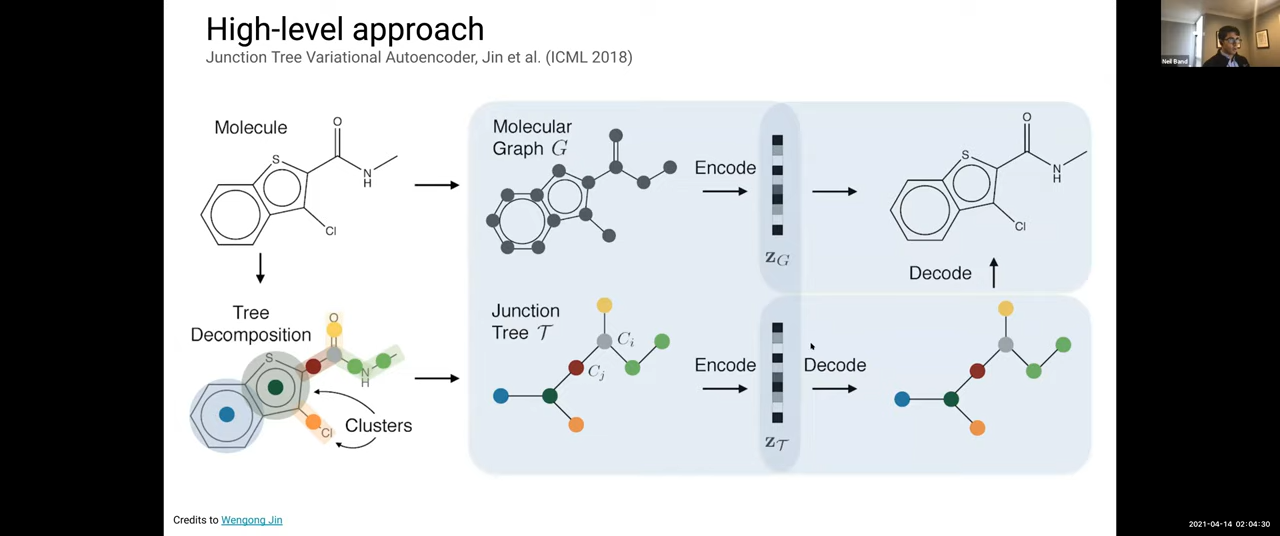 High-level approach
Junction Tree Variational Autoencoder, Jin et al. (ICML 2018)
Neil Band
Molecule
O
S
N
H
Cl
Molecular
Graph G
Encode
z_G
O
S
N
H
Cl
Decode
Tree
Decomposition
O
S
N
H
Cl
Clusters
Junction
Tree 𝒯
C_i
C_j
Encode
z_𝒯
Decode
Credits to Wengong Jin
2021-04-14 02:04:30